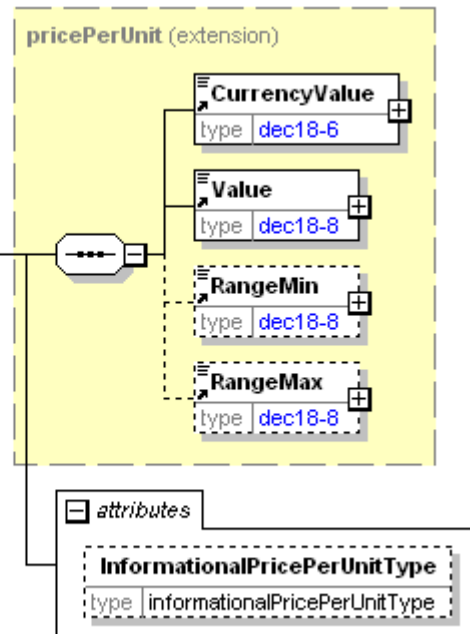 pricePerUnit (extension)
CurrencyValue
type dec18-6
Value
type dec18-8
RangeMin
type dec18-8
RangeMax
type dec18-8
attributes
InformationalPricePerUnitType
type informationalPricePerUnitType